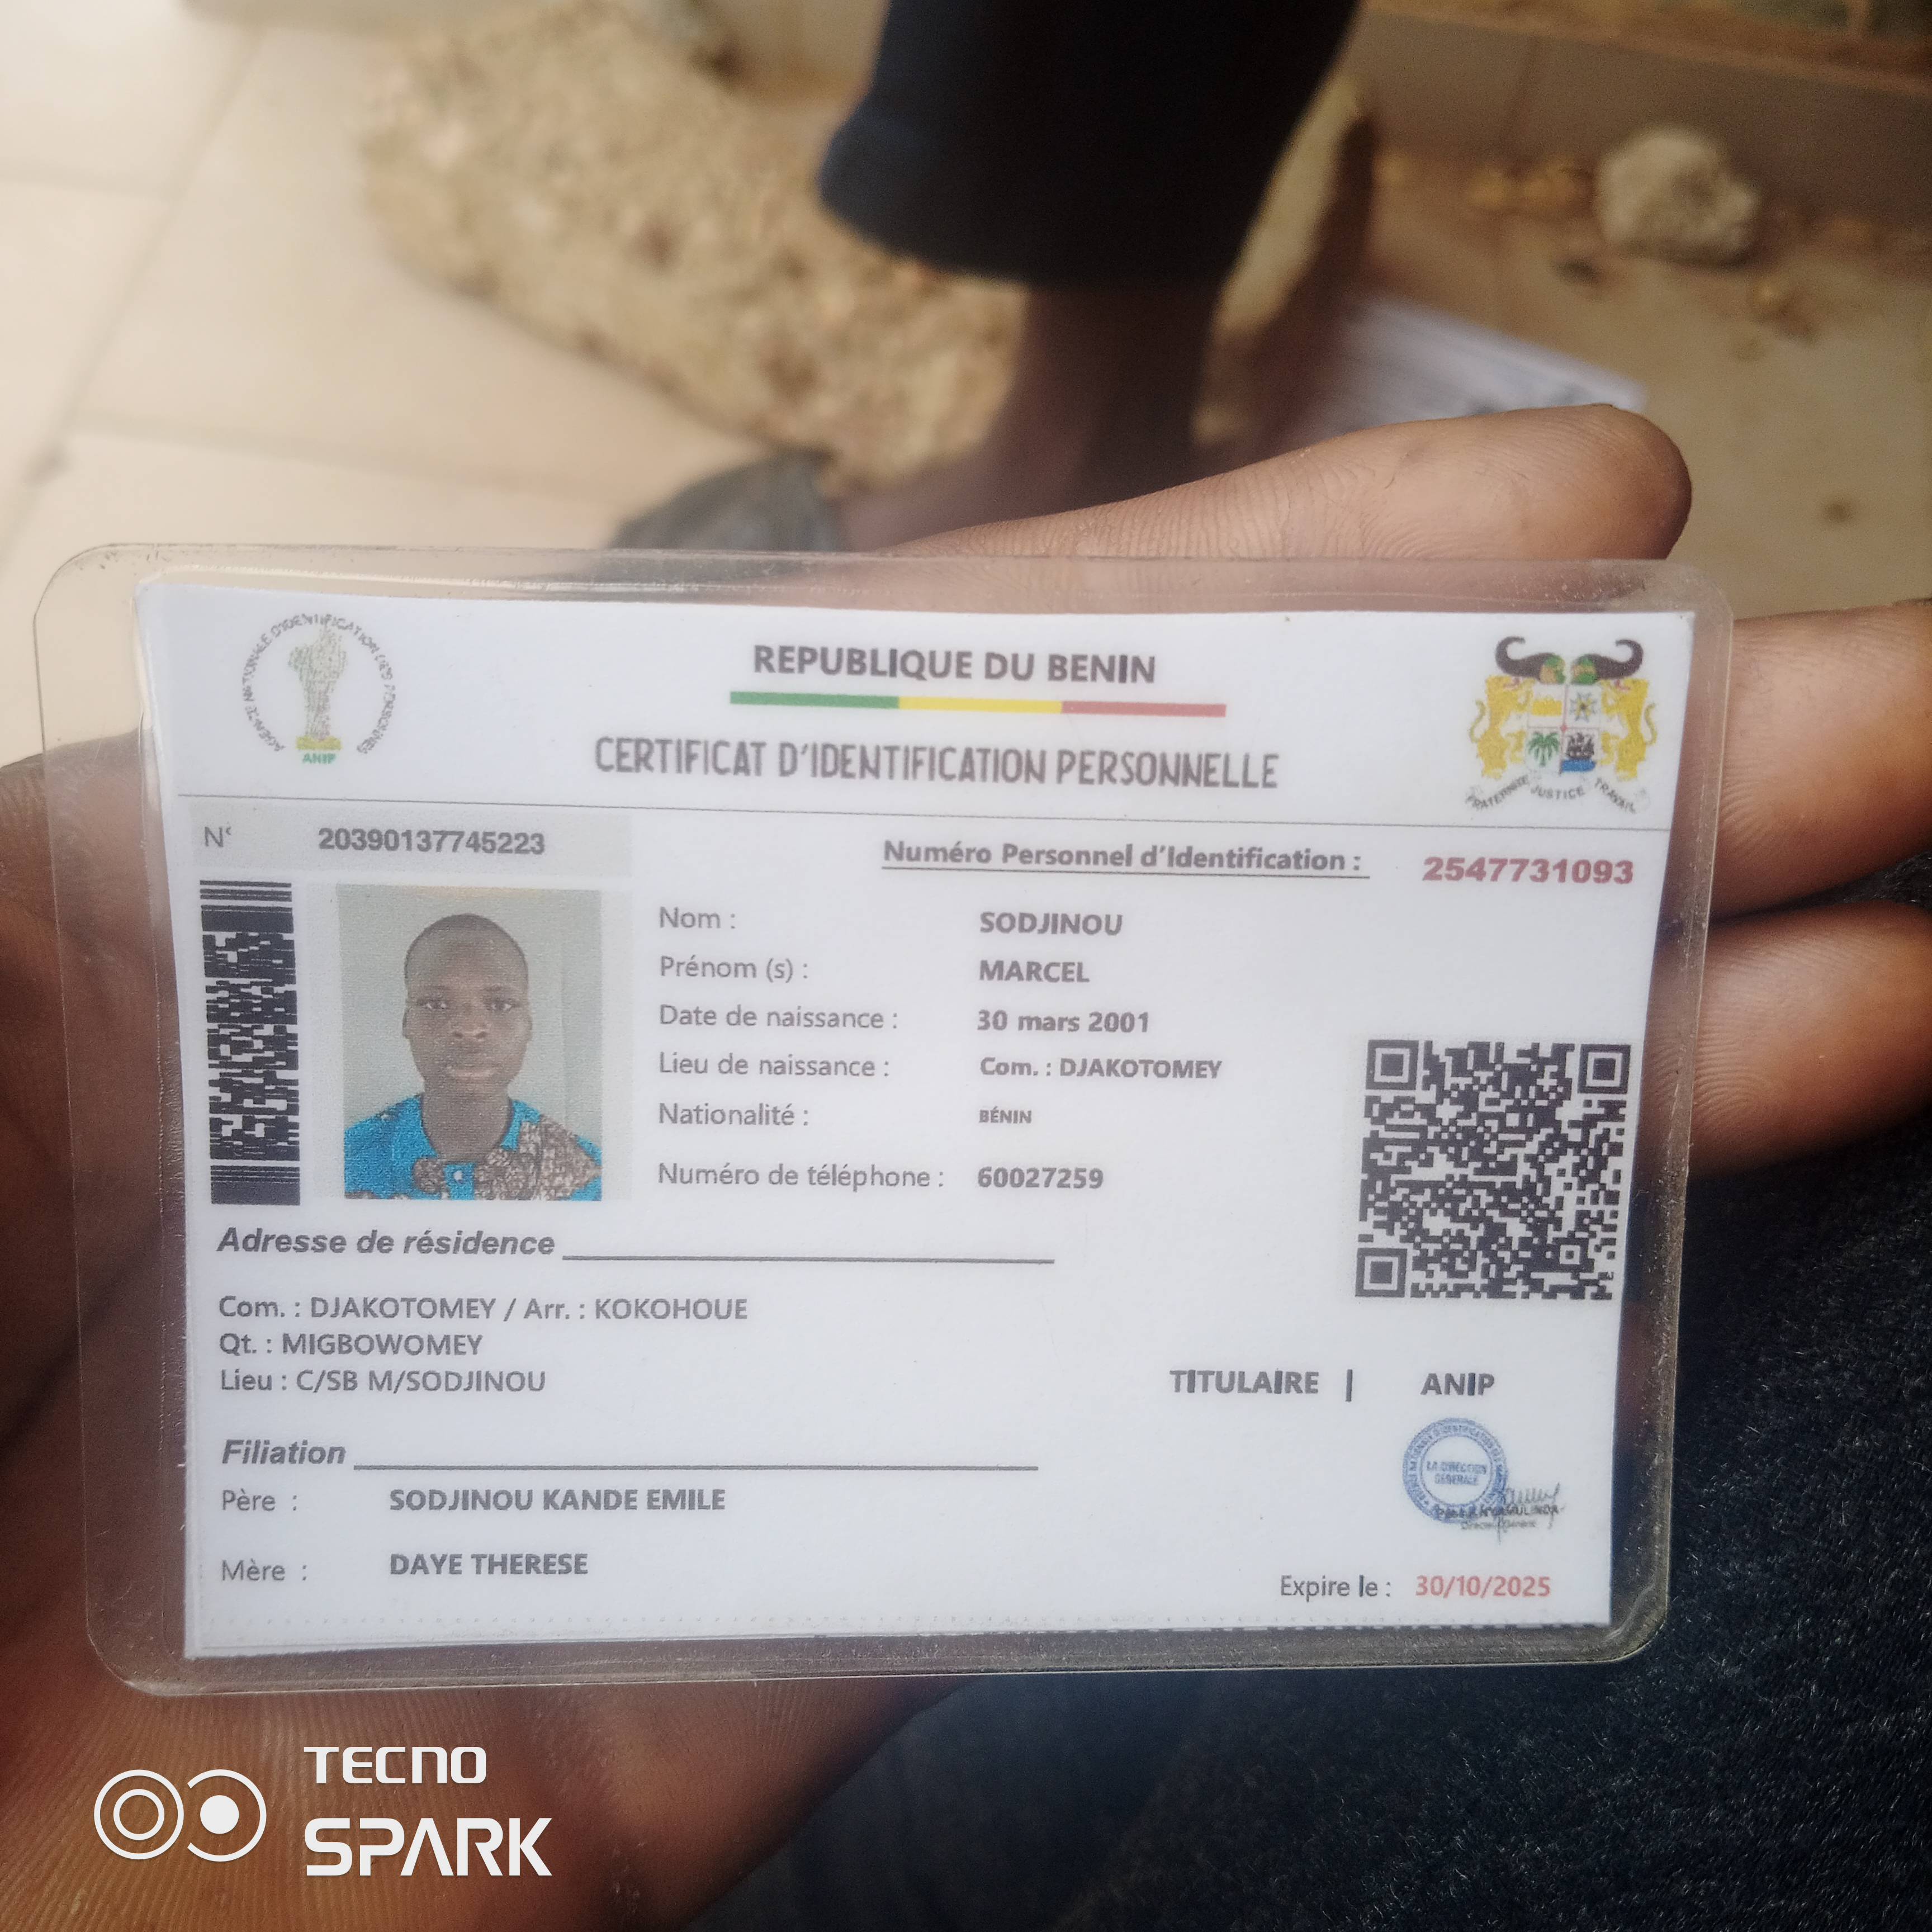 REPUBLIQUE DU BENIN
CERTIFICAT D'IDENTIFICATION PERSONNELLE
AGENCE NATIONALE D'IDENTIFICATION DES PERSONNES
ANIP
FRATERNITE JUSTICE TRAVAIL
N° 20390137745223
Numéro Personnel d'Identification : 2547731093
Nom : SODJINOU
Prénom (s) : MARCEL
Date de naissance : 30 mars 2001
Lieu de naissance : Com. : DJAKOTOMEY
Nationalité : BÉNIN
Numéro de téléphone : 60027259
Adresse de résidence
Com. : DJAKOTOMEY / Arr. : KOKOHOUE
Qt. : MIGBOWOMEY
Lieu : C/SB M/SODJINOU
TITULAIRE | ANIP
Filiation
Père : SODJINOU KANDE EMILE
Mère : DAYE THERESE
LA DIRECTION
GENERALE
Expire le : 30/10/2025
TECNO
SPARK